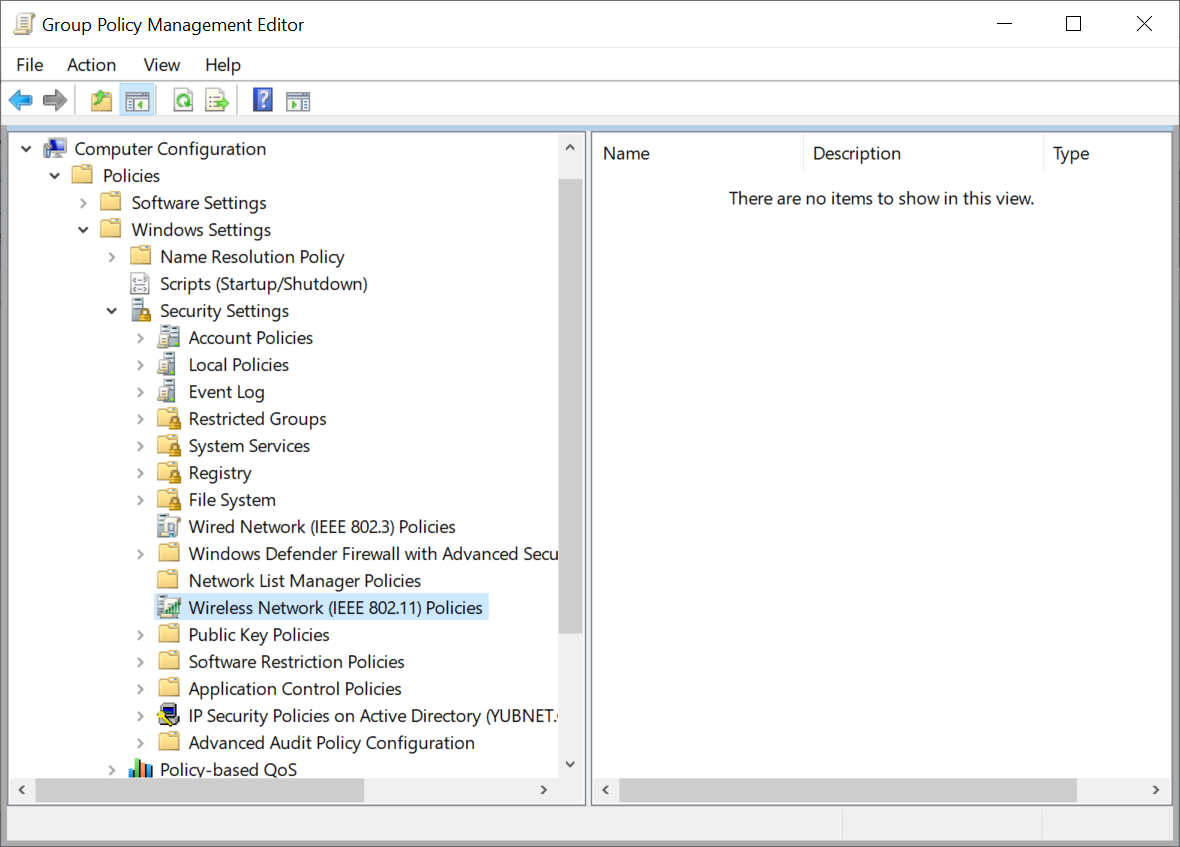 Group Policy Management Editor
File Action View Help
Computer Configuration
Policies
Software Settings
Windows Settings
Name Resolution Policy
Scripts (Startup/Shutdown)
Security Settings
Account Policies
Local Policies
Event Log
Restricted Groups
System Services
Registry
File System
Wired Network (IEEE 802.3) Policies
Windows Defender Firewall with Advanced Secu
Network List Manager Policies
Wireless Network (IEEE 802.11) Policies
Public Key Policies
Software Restriction Policies
Application Control Policies
IP Security Policies on Active Directory (YUBNET.
Advanced Audit Policy Configuration
Policy-based QoS
Name Description Type
There are no items to show in this view.